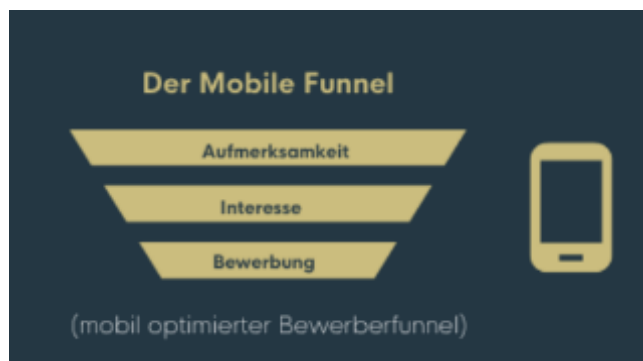 Der Mobile Funnel
Aufmerksamkeit
Interesse
Bewerbung
(mobil optimierter Bewerberfunnel)